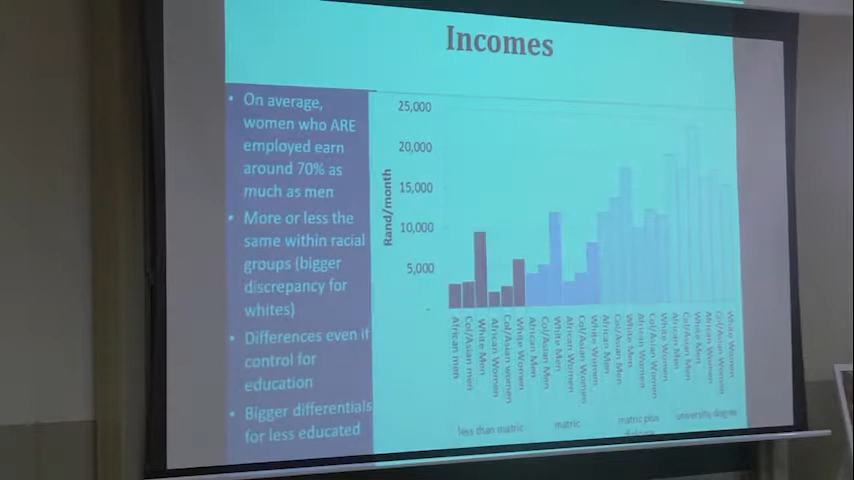 Incomes
• On average,
women who ARE
employed earn
around 70% as
much as men
• More or less the
same within racial
groups (bigger
discrepancy for
whites)
• Differences even if
control for
education
• Bigger differentials
for less educated
Rand/month
25,000
20,000
15,000
10,000
5,000
-
African men
Col/Asian men
White Men
African Women
Col/Asian women
White Women
African Men
Col/Asian Men
White Men
African Women
Col/Asian Women
White Women
African Men
Col/Asian Men
White Men
African Women
Col/Asian Women
White Women
African Men
Col/Asian Men
White Men
African Women
Col/Asian Women
White Women
less than matric
matric
matric plus
university degree